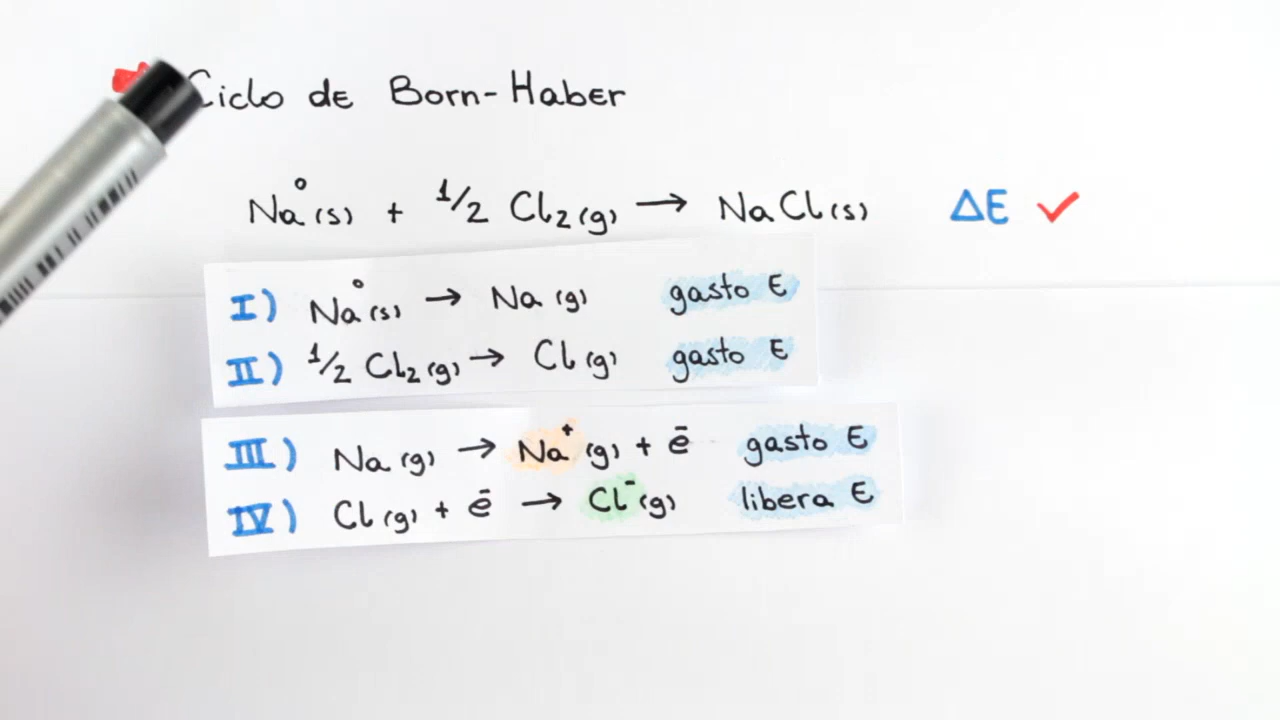 Ciclo de Born-Haber
Na°(s) + 1/2 Cl₂(g) → NaCl(s) ΔE ✓
I) Na°(s) → Na(g) gasto E
II) 1/2 Cl₂(g) → Cl(g) gasto E
III) Na(g) → Na⁺(g) + ē gasto E
IV) Cl(g) + ē → Cl⁻(g) libera E